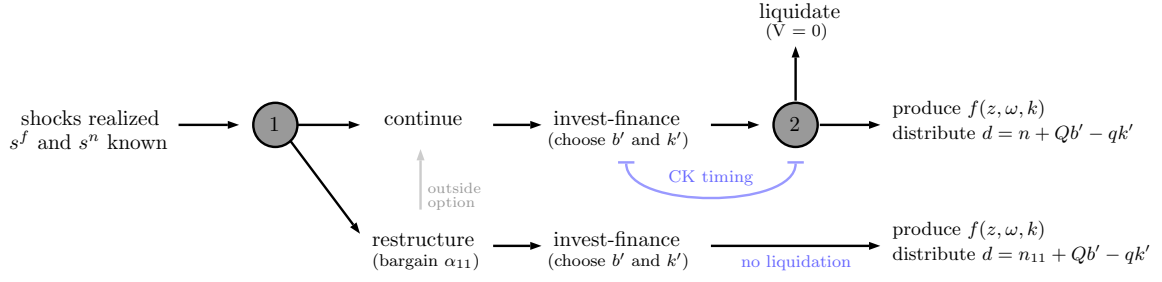 liquidate
(V = 0)
shocks realized
s^f and s^n known
1
continue
invest-finance
(choose b′ and k′)
2
produce f(z, ω, k)
distribute d = n + Qb′ − qk′
CK timing
outside
option
restructure
(bargain α₁₁)
invest-finance
(choose b′ and k′)
no liquidation
produce f(z, ω, k)
distribute d = n₁₁ + Qb′ − qk′